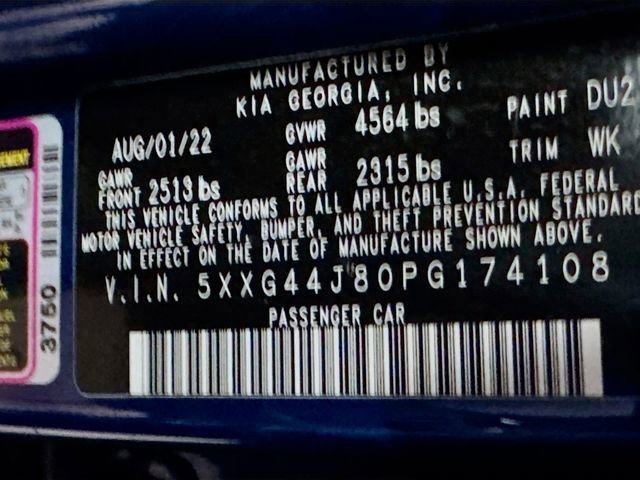 MANUFACTURED BY
KIA GEORGIA, INC.
AUG/01/22 GVWR 4564 lbs PAINT DU2
GAWR FRONT 2513 bs GAWR REAR 2315 bs TRIM WK
THIS VEHICLE CONFORMS TO ALL APPLICABLE U.S.A. FEDERAL
MOTOR VEHICLE SAFETY, BUMPER, AND THEFT PREVENTION STANDARD
IN EFFECT ON THE DATE OF MANUFACTURE SHOWN ABOVE.
V.I.N. 5XXG44J80PG174108
PASSENGER CAR
3750